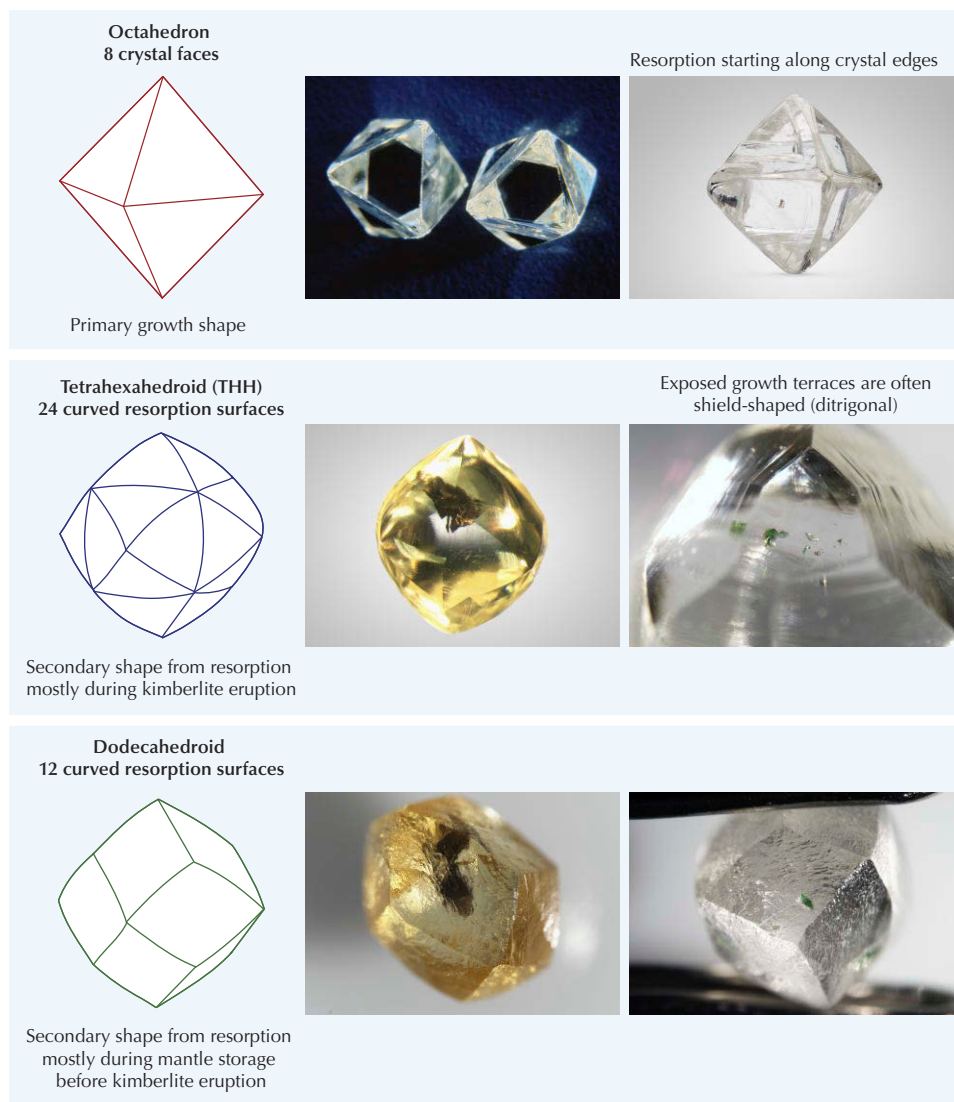 Octahedron
8 crystal faces
Resorption starting along crystal edges
Primary growth shape
Tetrahexahedroid (THH)
24 curved resorption surfaces
Exposed growth terraces are often
shield-shaped (ditrigonal)
Secondary shape from resorption
mostly during kimberlite eruption
Dodecahedroid
12 curved resorption surfaces
Secondary shape from resorption
mostly during mantle storage
before kimberlite eruption